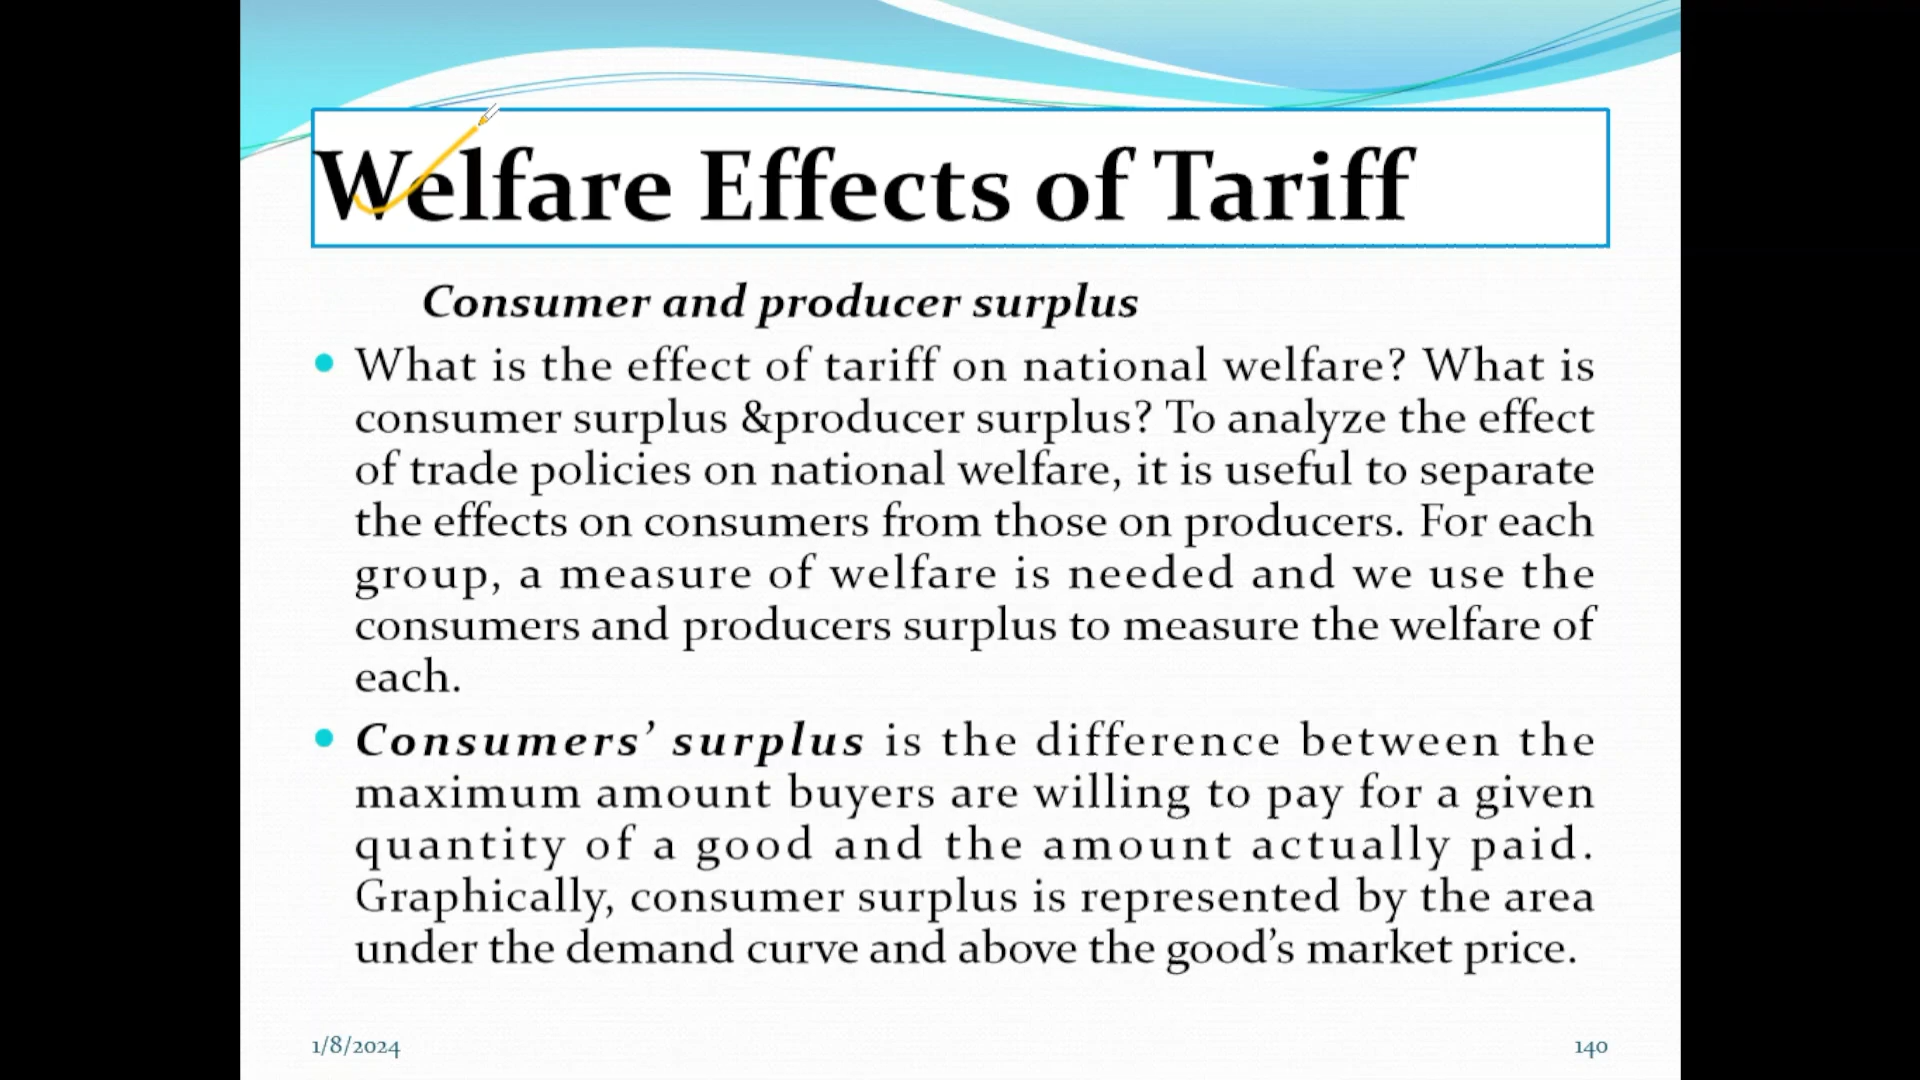 Welfare Effects of Tariff
Consumer and producer surplus
What is the effect of tariff on national welfare? What is
consumer surplus &producer surplus? To analyze the effect
of trade policies on national welfare, it is useful to separate
the effects on consumers from those on producers. For each
group, a measure of welfare is needed and we use the
consumers and producers surplus to measure the welfare of
each.
Consumers’ surplus is the difference between the
maximum amount buyers are willing to pay for a given
quantity of a good and the amount actually paid.
Graphically, consumer surplus is represented by the area
under the demand curve and above the good’s market price.
1/8/2024
140